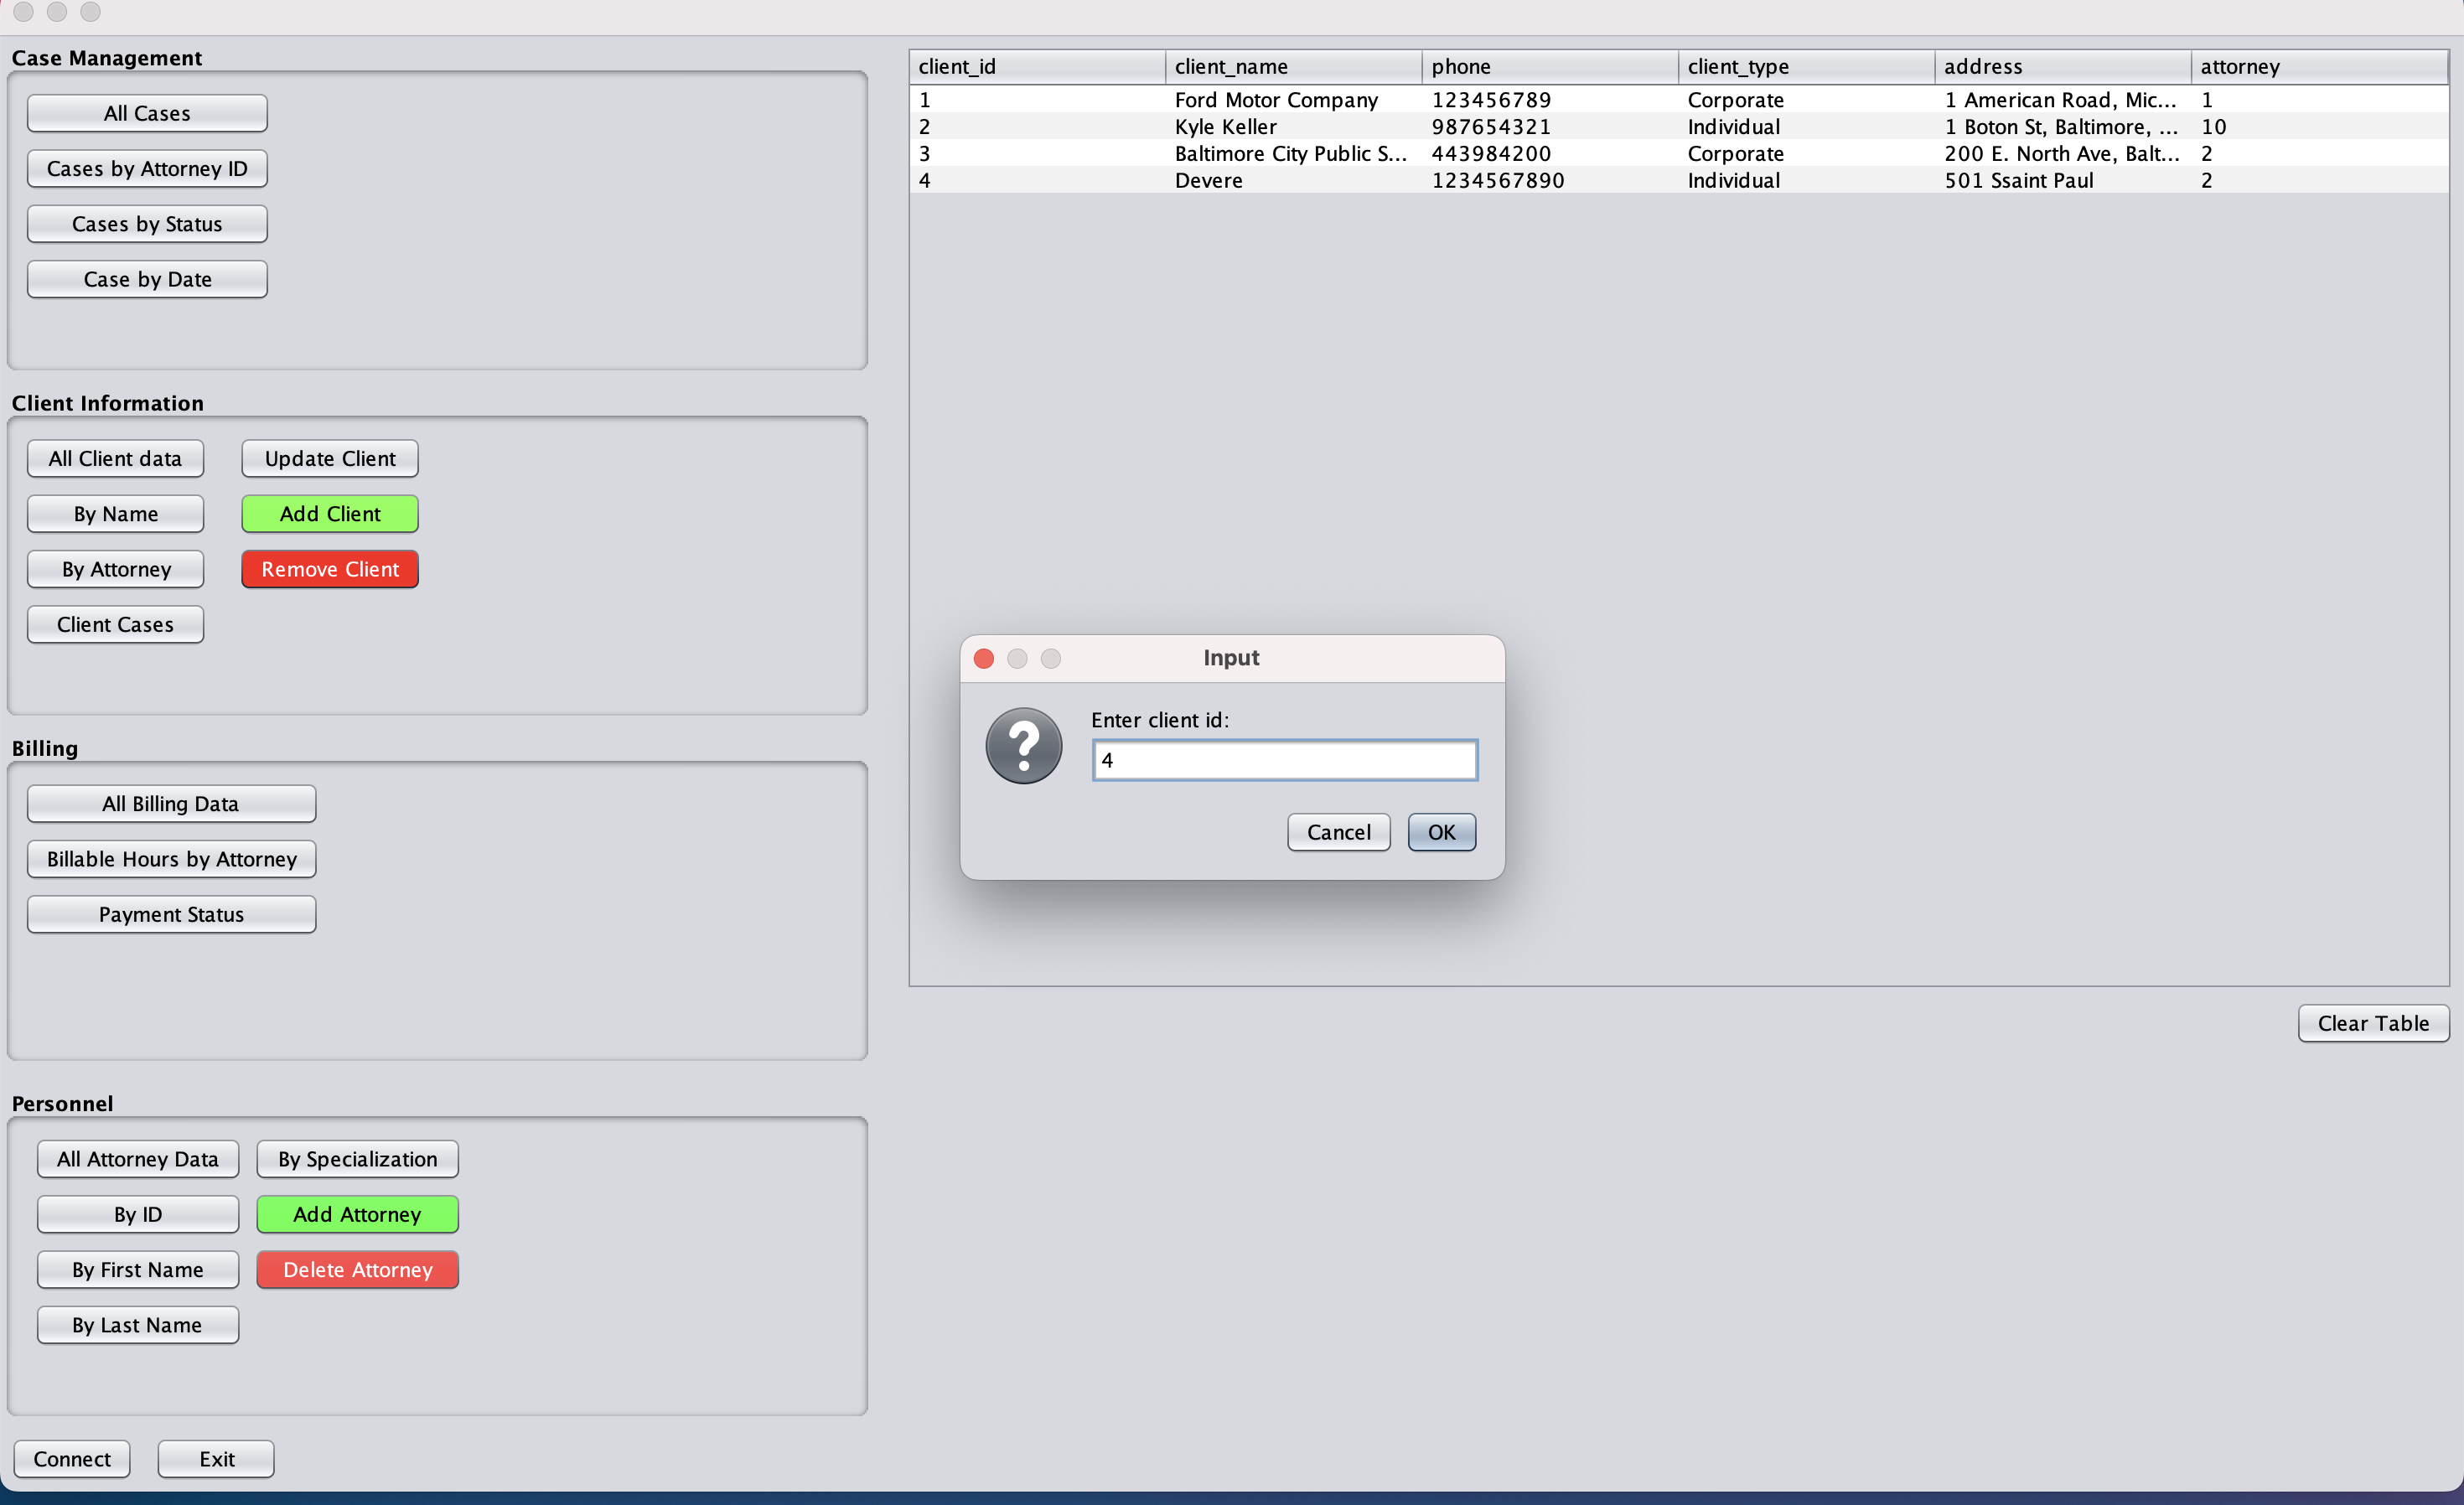 Case Management
All Cases
Cases by Attorney ID
Cases by Status
Case by Date
Client Information
All Client data Update Client
By Name Add Client
By Attorney Remove Client
Client Cases
Billing
All Billing Data
Billable Hours by Attorney
Payment Status
Personnel
All Attorney Data By Specialization
By ID Add Attorney
By First Name Delete Attorney
By Last Name
Connect Exit
client_id client_name phone client_type address attorney
1 Ford Motor Company 123456789 Corporate 1 American Road, Mic... 1
2 Kyle Keller 987654321 Individual 1 Boton St, Baltimore, ... 10
3 Baltimore City Public S... 443984200 Corporate 200 E. North Ave, Balt... 2
4 Devere 1234567890 Individual 501 Ssaint Paul 2
Input
?
Enter client id:
4
Cancel OK
Clear Table